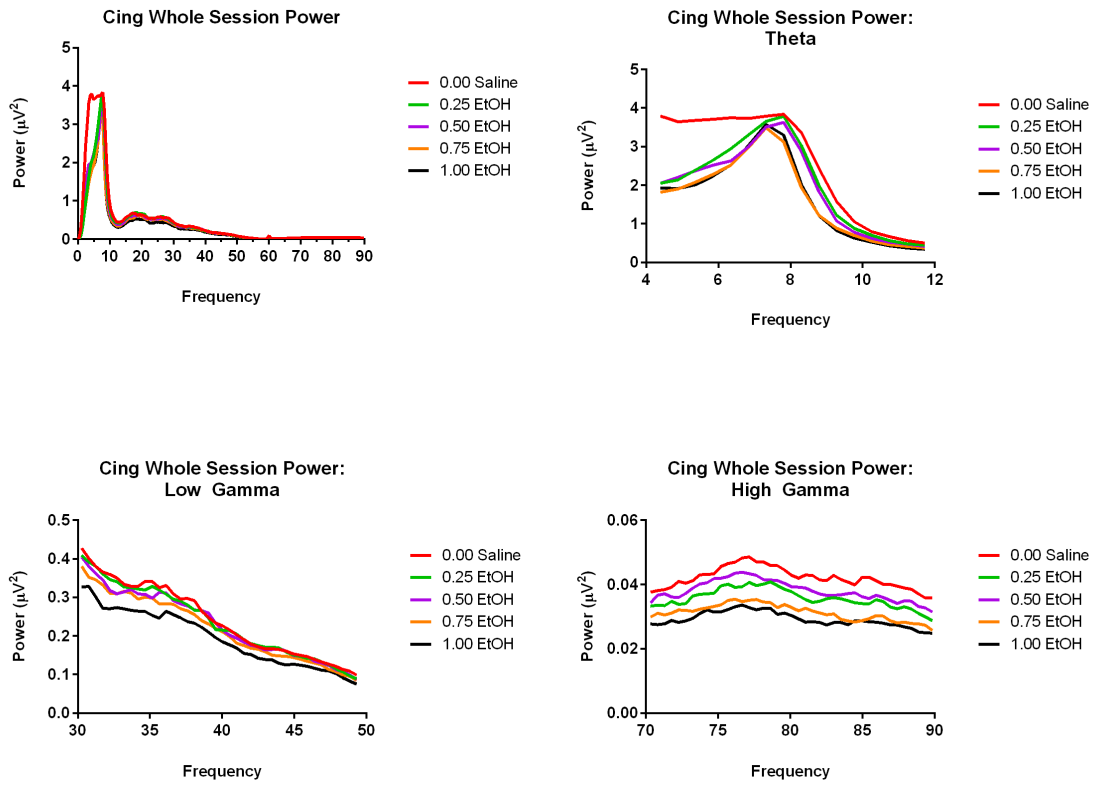 Cing Whole Session Power
5
4
3
2
1
0
Power (μV²)
0 10 20 30 40 50 60 70 80 90
Frequency
0.00 Saline
0.25 EtOH
0.50 EtOH
0.75 EtOH
1.00 EtOH
Cing Whole Session Power:
Theta
5
4
3
2
1
0
Power (μV²)
4 6 8 10 12
Frequency
0.00 Saline
0.25 EtOH
0.50 EtOH
0.75 EtOH
1.00 EtOH
Cing Whole Session Power:
Low Gamma
0.5
0.4
0.3
0.2
0.1
0.0
Power (μV²)
30 35 40 45 50
Frequency
0.00 Saline
0.25 EtOH
0.50 EtOH
0.75 EtOH
1.00 EtOH
Cing Whole Session Power:
High Gamma
0.06
0.04
0.02
0.00
Power (μV²)
70 75 80 85 90
Frequency
0.00 Saline
0.25 EtOH
0.50 EtOH
0.75 EtOH
1.00 EtOH